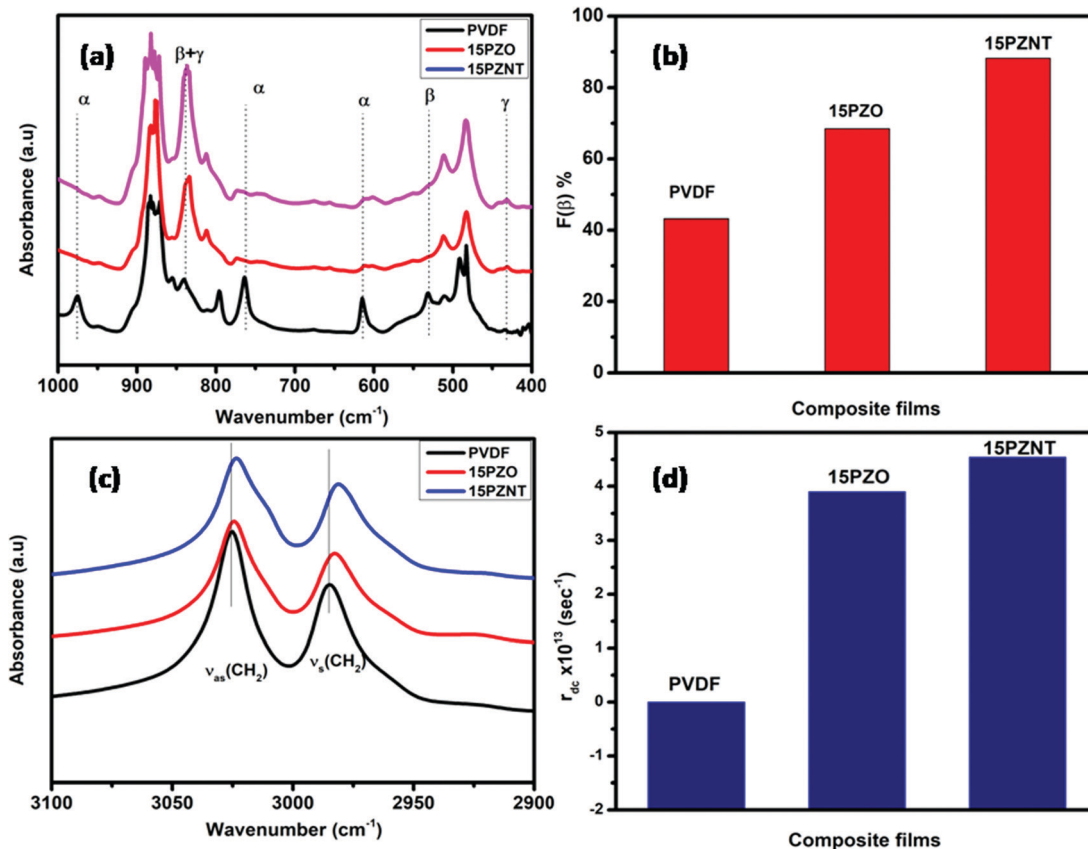 (a)
PVDF
15PZO
15PZNT
α
β+γ
α
α
β
γ
Absorbance (a.u)
1000 900 800 700 600 500 400
Wavenumber (cm⁻¹)
(b)
100
80
60
40
20
0
F(β) %
PVDF
15PZO
15PZNT
Composite films
(c)
PVDF
15PZO
15PZNT
νas(CH₂)
νs(CH₂)
Absorbance (a.u)
3100 3050 3000 2950 2900
Wavenumber (cm⁻¹)
(d)
5
4
3
2
1
0
-1
-2
r_dc x10¹³ (sec⁻¹)
PVDF
15PZO
15PZNT
Composite films